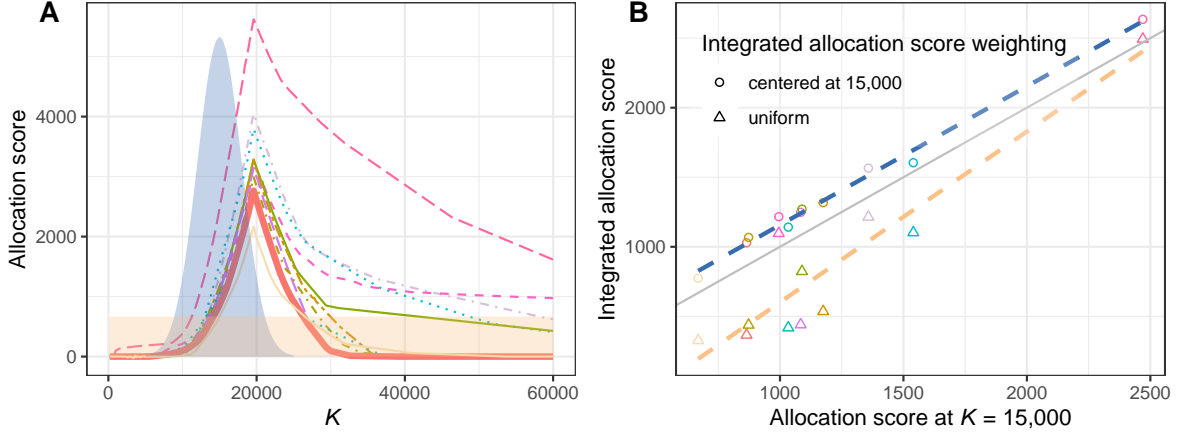 A
Allocation score
4000
2000
0
0
20000
40000
60000
K
B
Integrated allocation score
2000
1000
Integrated allocation score weighting
centered at 15,000
uniform
1000
1500
2000
2500
Allocation score at K = 15,000